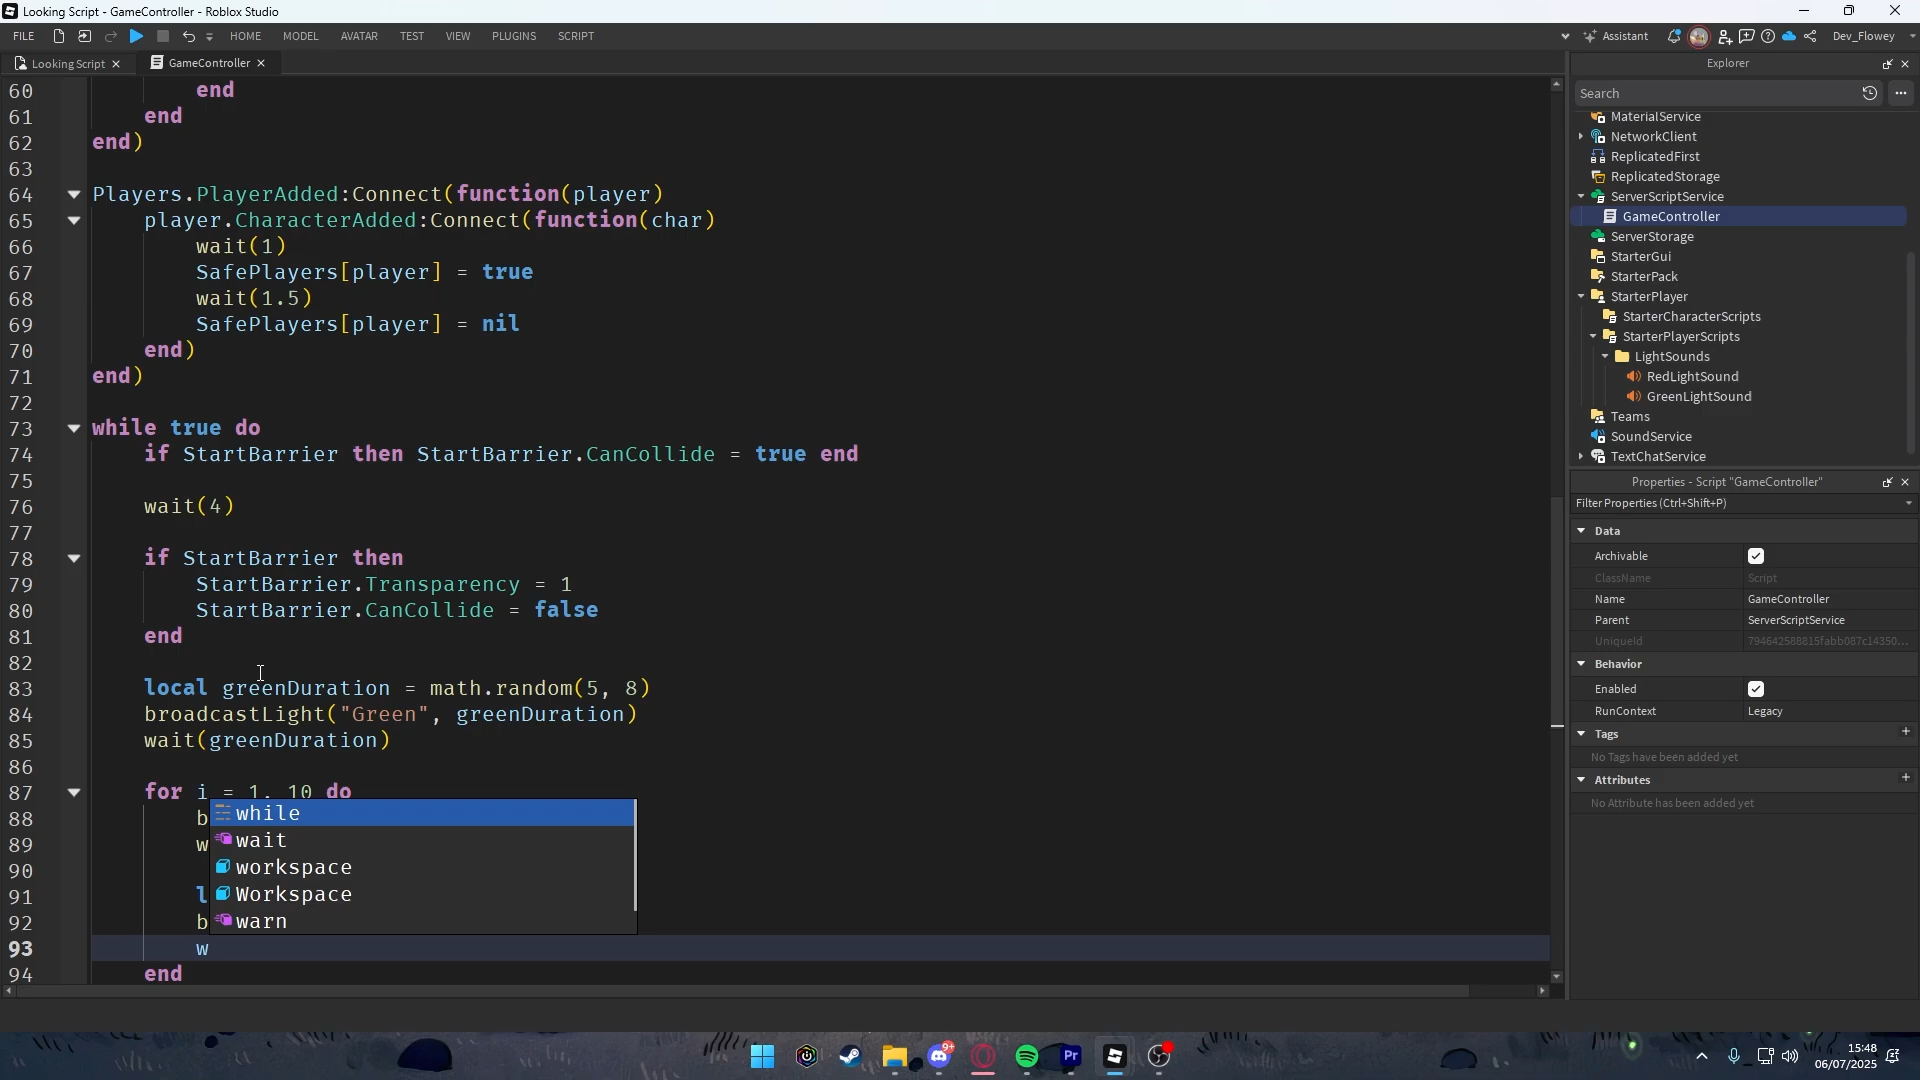 Looking Script - GameController - Roblox Studio
FILE HOME MODEL AVATAR TEST VIEW PLUGINS SCRIPT Assistant Dev_Flowey
Looking Script GameController
60 end
61 end
62 end)
63
64 Players.PlayerAdded:Connect(function(player)
65 player.CharacterAdded:Connect(function(char)
66 wait(1)
67 SafePlayers[player] = true
68 wait(1.5)
69 SafePlayers[player] = nil
70 end)
71 end)
72
73 while true do
74 if StartBarrier then StartBarrier.CanCollide = true end
75
76 wait(4)
77
78 if StartBarrier then
79 StartBarrier.Transparency = 1
80 StartBarrier.CanCollide = false
81 end
82
83 local greenDuration = math.random(5, 8)
84 broadcastLight("Green", greenDuration)
85 wait(greenDuration)
86
87 for i = 1, 10 do
88 b
89 w
90
91 l
92 b
93 w
94 end
while
wait
workspace
Workspace
warn
Explorer
Search
MaterialService
NetworkClient
ReplicatedFirst
ReplicatedStorage
ServerScriptService
GameController
ServerStorage
StarterGui
StarterPack
StarterPlayer
StarterCharacterScripts
StarterPlayerScripts
LightSounds
RedLightSound
GreenLightSound
Teams
SoundService
TextChatService
Properties - Script "GameController"
Filter Properties (Ctrl+Shift+P)
Data
Archivable
ClassName Script
Name GameController
Parent ServerScriptService
UniqueId 794642588815fabb087c14350...
Behavior
Enabled
RunContext Legacy
Tags
No Tags have been added yet
Attributes
No Attribute has been added yet
9+
Pr
15:48
06/07/2025